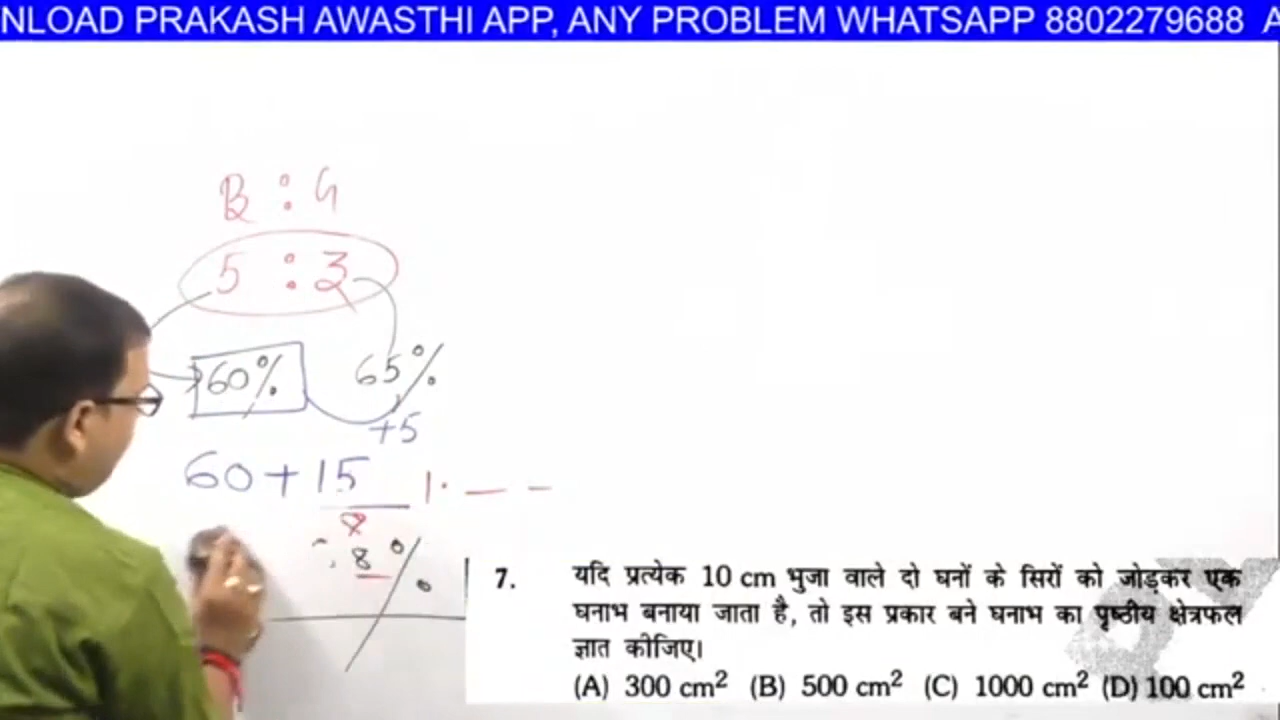 NLOAD PRAKASH AWASTHI APP, ANY PROBLEM WHATSAPP 8802279688 A
B : G
5 : 3
60% 65%
+5
60 + 15 1. _ _
8
8 %
7. यदि प्रत्येक 10 cm भुजा वाले दो घनों के सिरों को जोड़कर एक
घनाभ बनाया जाता है, तो इस प्रकार बने घनाभ का पृष्ठीय क्षेत्रफल
ज्ञात कीजिए।
(A) 300 cm² (B) 500 cm² (C) 1000 cm² (D) 100 cm²